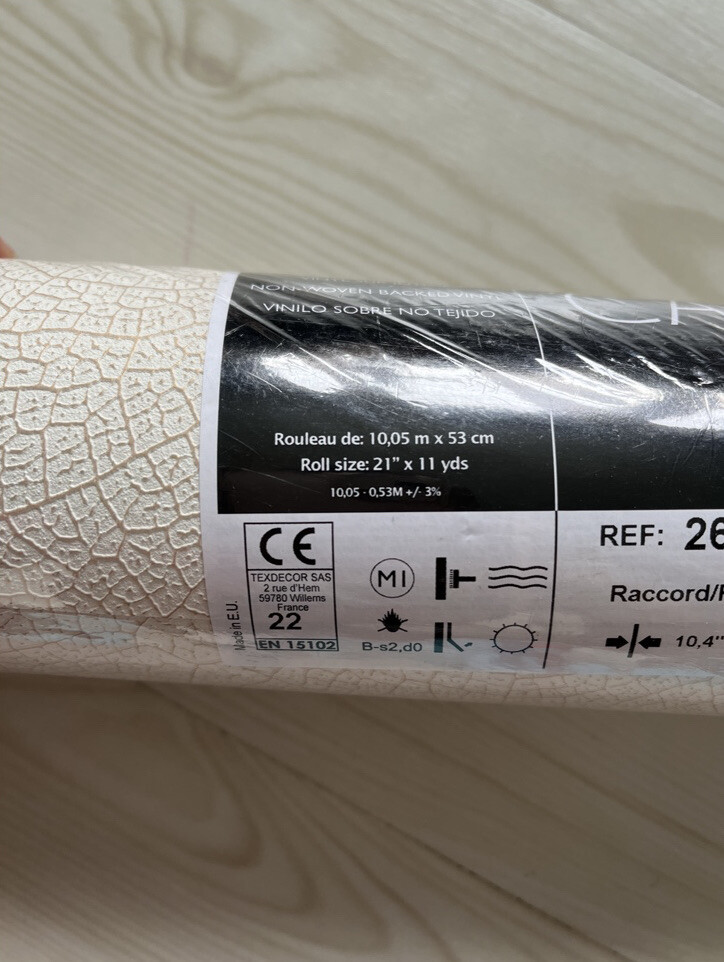 NON-WOVEN BACKED VINYL
VINILO SOBRE NO TEJIDO
Rouleau de: 10,05 m x 53 cm
Roll size: 21” x 11 yds
10,05 - 0,53M +/- 3%
CE
TEXDECOR SAS
2 rue d'Hem
59780 Willems
France
22
EN 15102
Made in E.U.
M1
B-s2,d0
REF: 26
Raccord/
10,4"